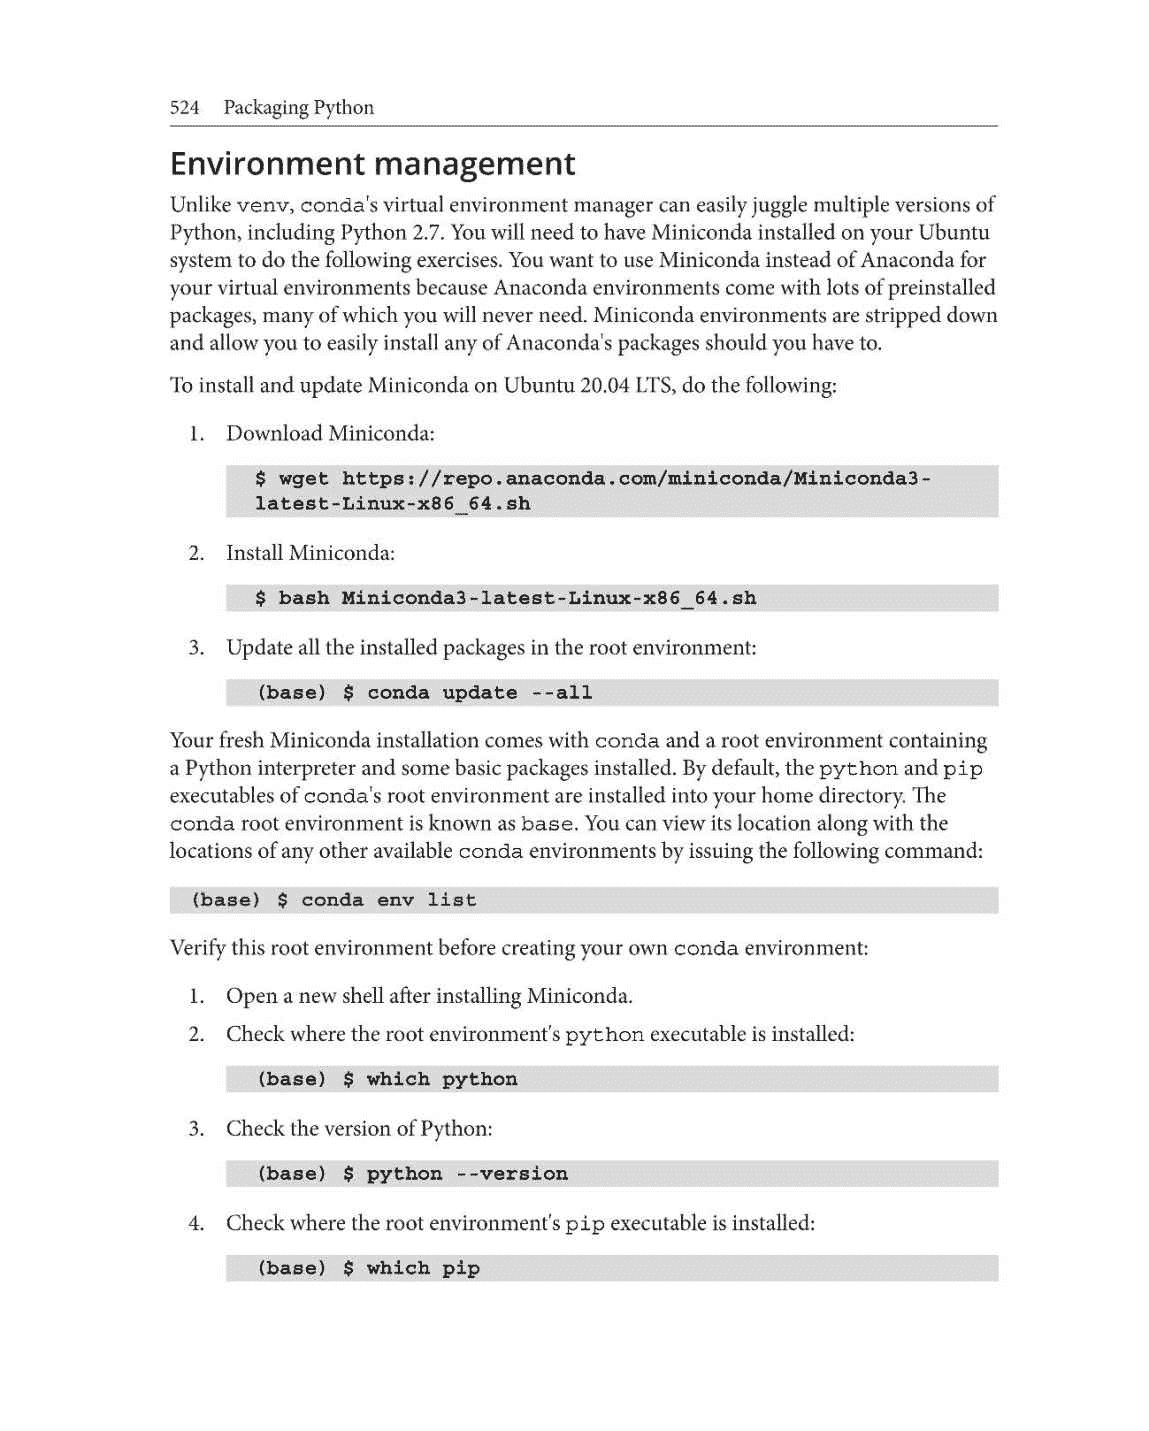 524 Packaging Python
Environment management
Unlike venv, conda's virtual environment manager can easily juggle multiple versions of
Python, including Python 2.7. You will need to have Miniconda installed on your Ubuntu
system to do the following exercises. You want to use Miniconda instead of Anaconda for
your virtual environments because Anaconda environments come with lots of preinstalled
packages, many of which you will never need. Miniconda environments are stripped down
and allow you to easily install any of Anaconda's packages should you have to.
To install and update Miniconda on Ubuntu 20.04 LTS, do the following:
1. Download Miniconda:
$ wget https://repo.anaconda.com/miniconda/Miniconda3-
latest-Linux-x86_64.sh
2. Install Miniconda:
$ bash Miniconda3-latest-Linux-x86_64.sh
3. Update all the installed packages in the root environment:
(base) $ conda update --all
Your fresh Miniconda installation comes with conda and a root environment containing
a Python interpreter and some basic packages installed. By default, the python and pip
executables of conda's root environment are installed into your home directory. The
conda root environment is known as base. You can view its location along with the
locations of any other available conda environments by issuing the following command:
(base) $ conda env list
Verify this root environment before creating your own conda environment:
1. Open a new shell after installing Miniconda.
2. Check where the root environment's python executable is installed:
(base) $ which python
3. Check the version of Python:
(base) $ python --version
4. Check where the root environment's pip executable is installed:
(base) $ which pip